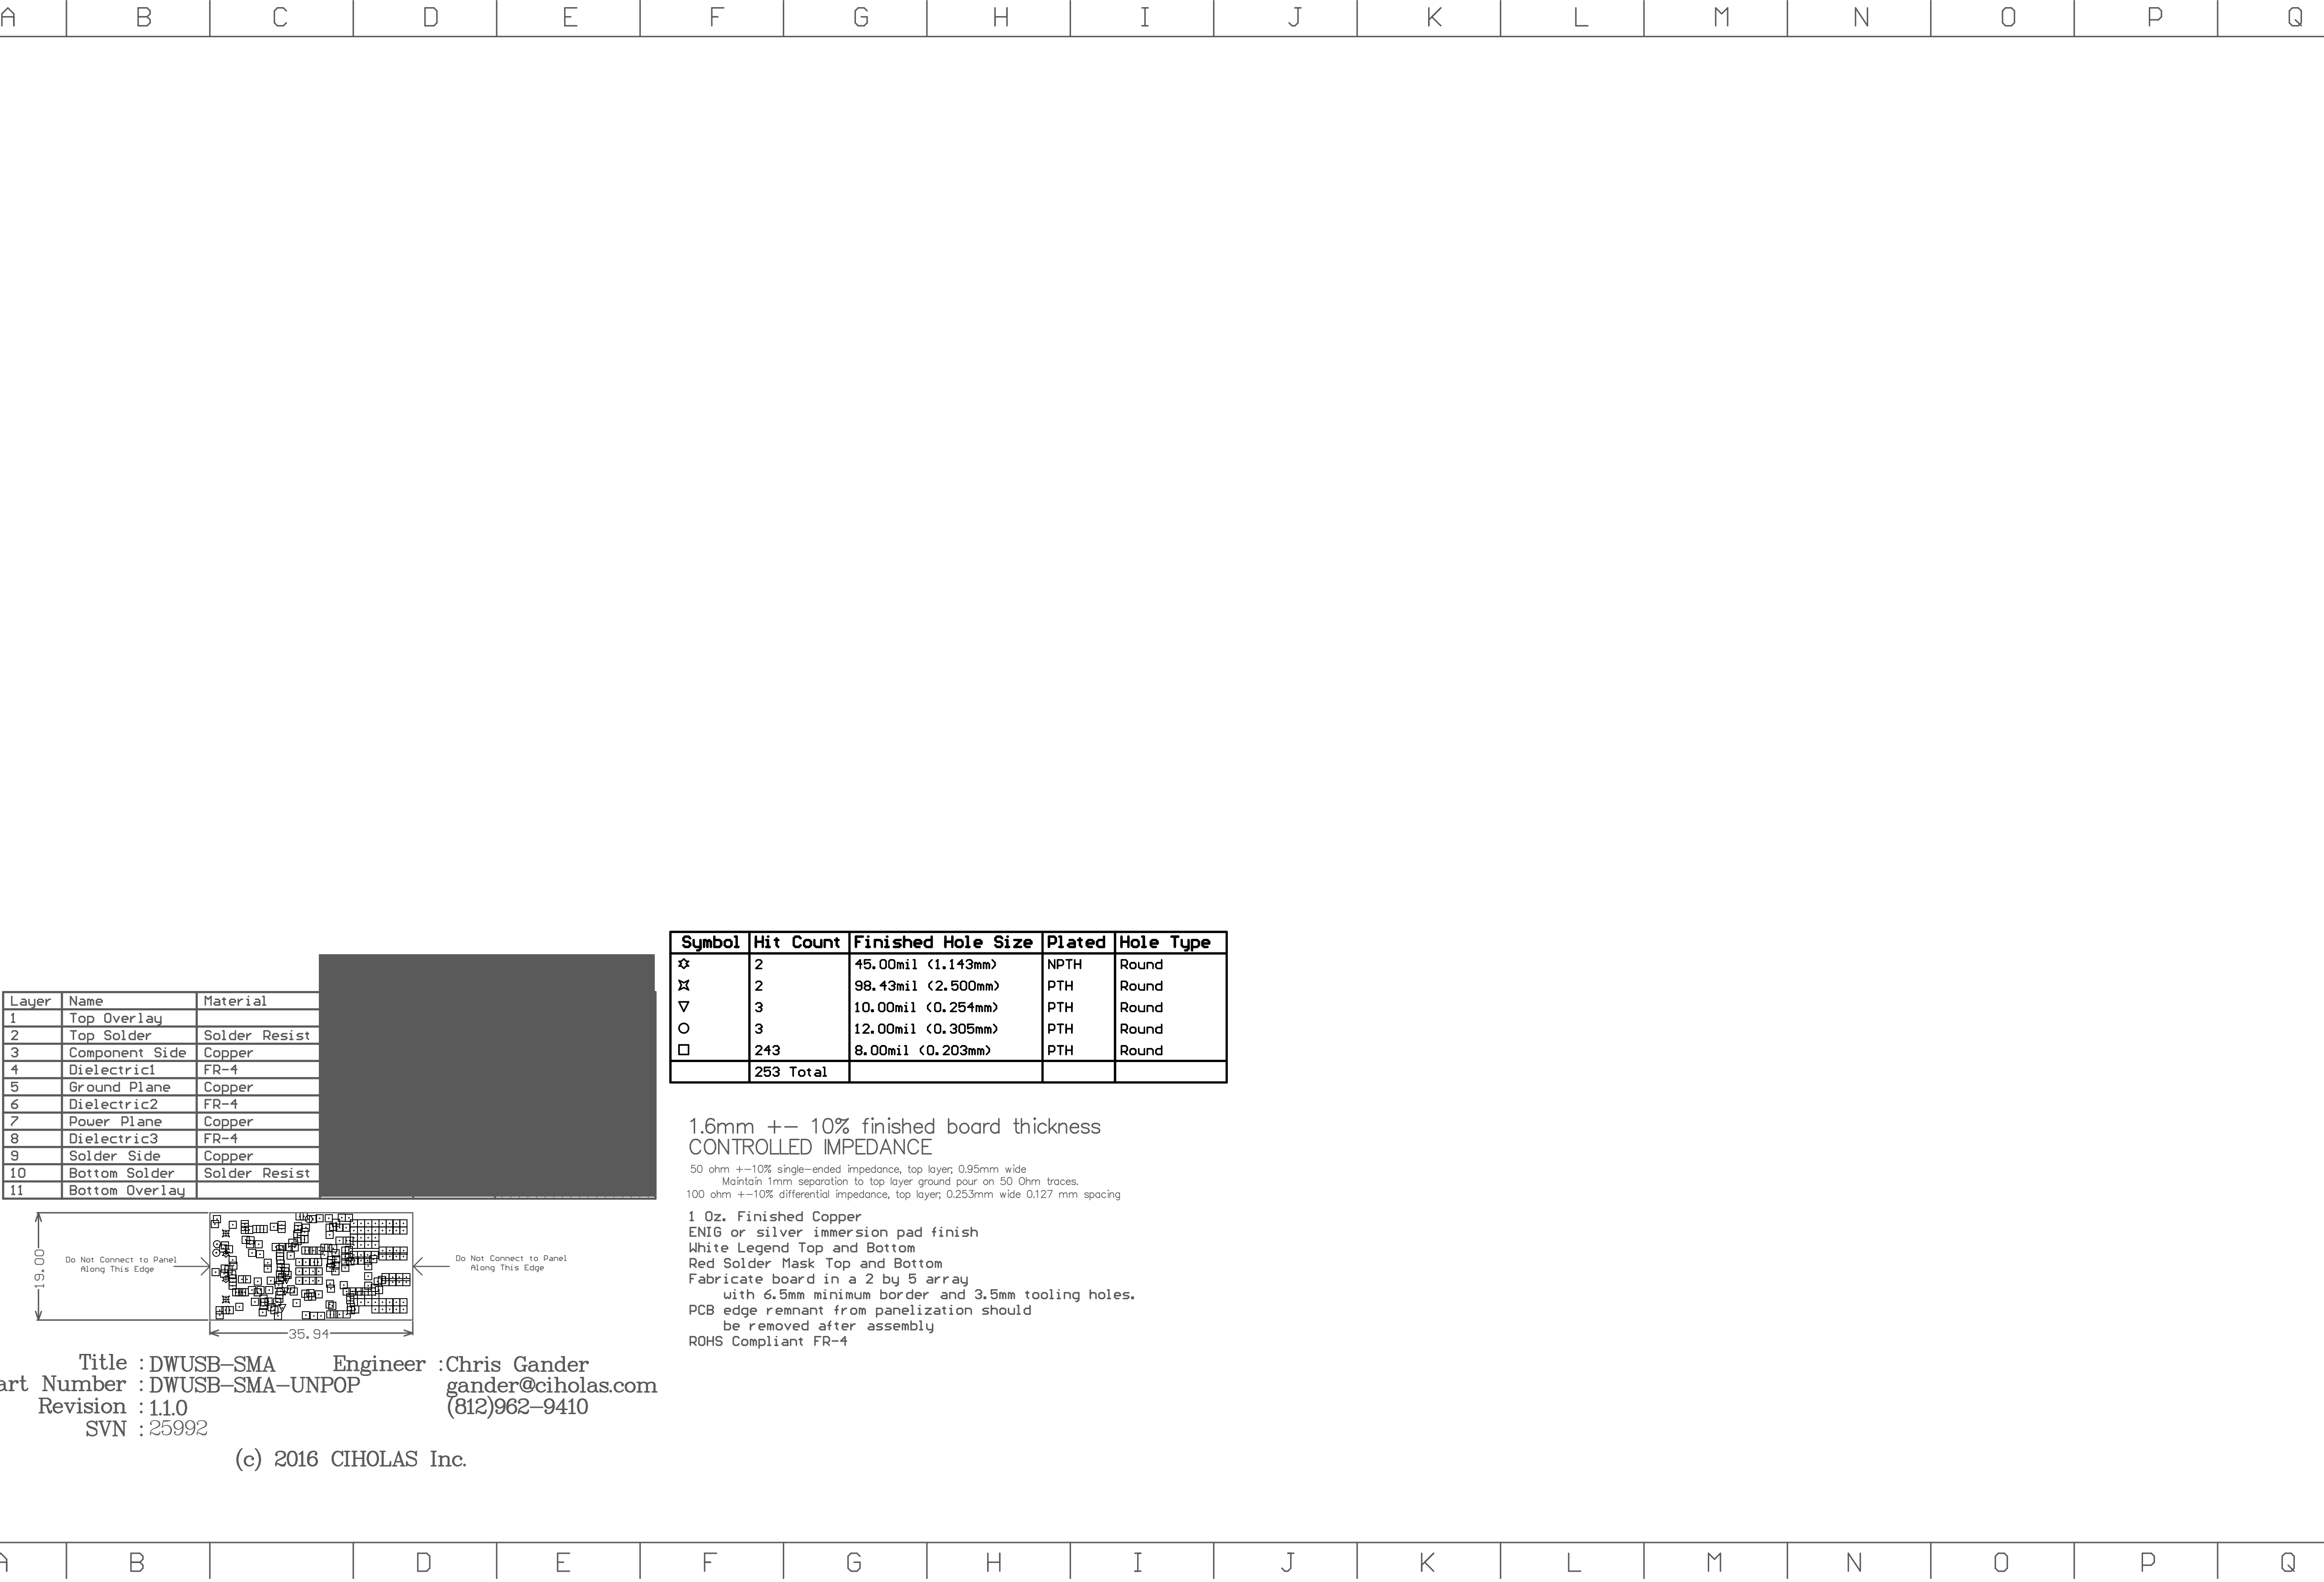 A B C D E F G H I J K L M N O P Q
Symbol Hit Count Finished Hole Size Plated Hole Type
2 45.00mil (1.143mm) NPTH Round
2 98.43mil (2.500mm) PTH Round
3 10.00mil (0.254mm) PTH Round
3 12.00mil (0.305mm) PTH Round
243 8.00mil (0.203mm) PTH Round
253 Total
Layer Name Material
1 Top Overlay
2 Top Solder Solder Resist
3 Component Side Copper
4 Dielectric1 FR-4
5 Ground Plane Copper
6 Dielectric2 FR-4
7 Power Plane Copper
8 Dielectric3 FR-4
9 Solder Side Copper
10 Bottom Solder Solder Resist
11 Bottom Overlay
1.6mm +- 10% finished board thickness
CONTROLLED IMPEDANCE
50 ohm +-10% single-ended impedance, top layer; 0.95mm wide
Maintain 1mm separation to top layer ground pour on 50 Ohm traces.
100 ohm +-10% differential impedance, top layer; 0.253mm wide 0.127 mm spacing
1 Oz. Finished Copper
ENIG or silver immersion pad finish
White Legend Top and Bottom
Red Solder Mask Top and Bottom
Fabricate board in a 2 by 5 array
with 6.5mm minimum border and 3.5mm tooling holes.
PCB edge remnant from panelization should
be removed after assembly
ROHS Compliant FR-4
19.00
Do Not Connect to Panel
Along This Edge
Do Not Connect to Panel
Along This Edge
35.94
Title : DWUSB-SMA Engineer : Chris Gander
art Number : DWUSB-SMA-UNPOP gander@ciholas.com
Revision : 1.1.0 (812)962-9410
SVN : 25992
(c) 2016 CIHOLAS Inc.
A B D E F G H I J K L M N O P Q